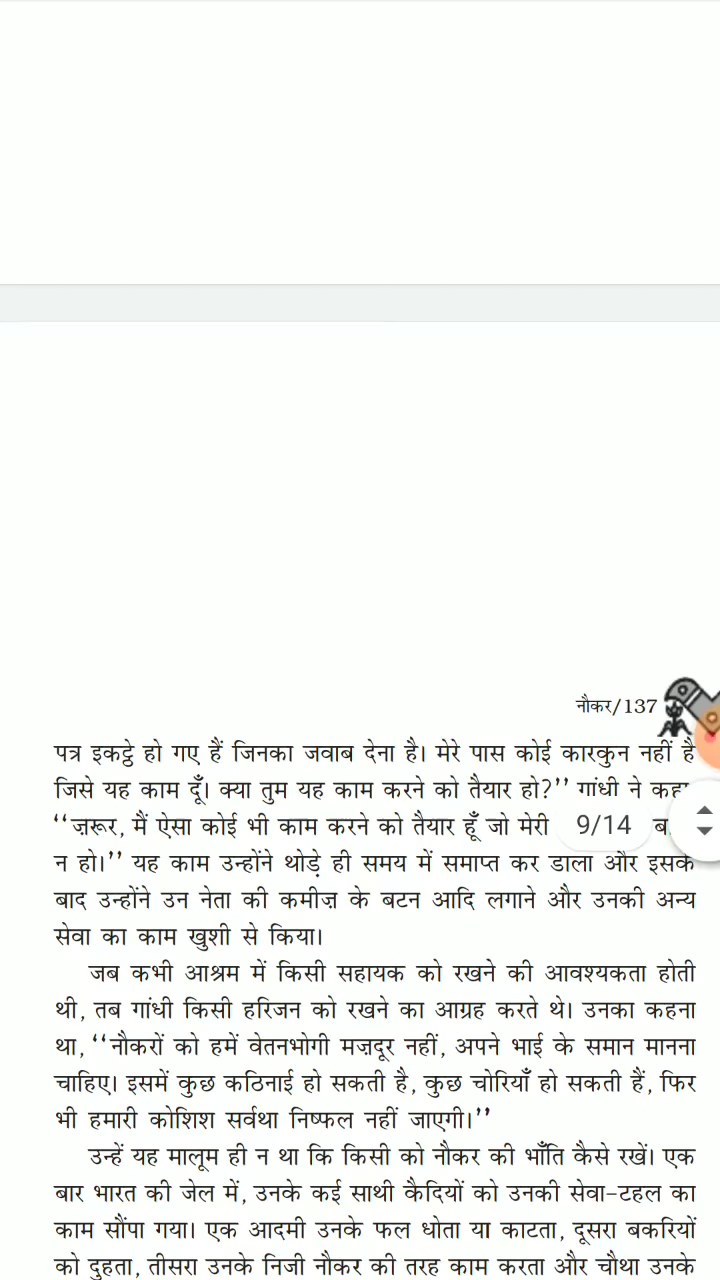 नौकर/137
पत्र इकट्ठे हो गए हैं जिनका जवाब देना है। मेरे पास कोई कारकुन नहीं है
जिसे यह काम दूँ। क्या तुम यह काम करने को तैयार हो?’’ गांधी ने
‘‘ज़रूर, मैं ऐसा कोई भी काम करने को तैयार हूँ जो मेरी
9/14
न हो।’’ यह काम उन्होंने थोड़े ही समय में समाप्त कर डाला और इसके
बाद उन्होंने उन नेता की कमीज़ के बटन आदि लगाने और उनकी अन्य
सेवा का काम खुशी से किया।
जब कभी आश्रम में किसी सहायक को रखने की आवश्यकता होती
थी, तब गांधी किसी हरिजन को रखने का आग्रह करते थे। उनका कहना
था, ‘‘नौकरों को हमें वेतनभोगी मज़दूर नहीं, अपने भाई के समान मानना
चाहिए। इसमें कुछ कठिनाई हो सकती है, कुछ चोरियाँ हो सकती हैं, फिर
भी हमारी कोशिश सर्वथा निष्फल नहीं जाएगी।’’
उन्हें यह मालूम ही न था कि किसी को नौकर की भाँति कैसे रखें। एक
बार भारत की जेल में, उनके कई साथी कैदियों को उनकी सेवा-टहल का
काम सौंपा गया। एक आदमी उनके फल धोता या काटता, दूसरा बकरियों
को दुहता, तीसरा उनके निजी नौकर की तरह काम करता और चौथा उनके